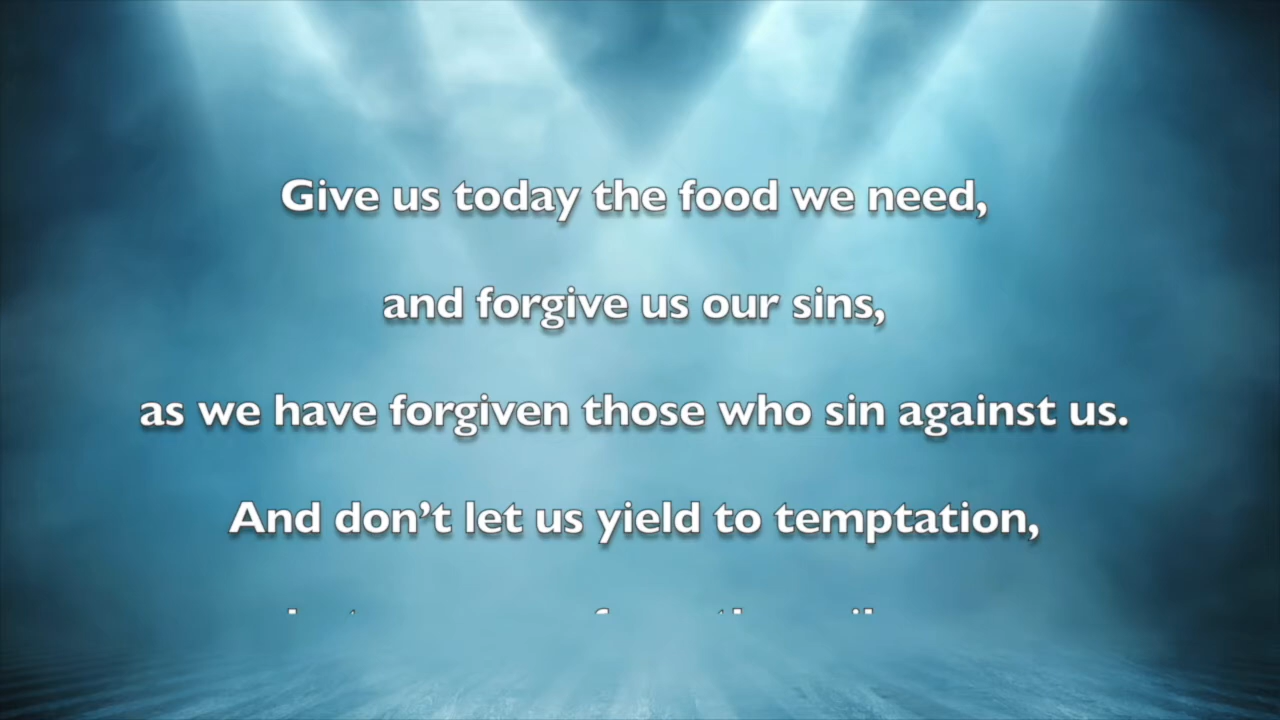 Give us today the food we need,
and forgive us our sins,
as we have forgiven those who sin against us.
And don’t let us yield to temptation,